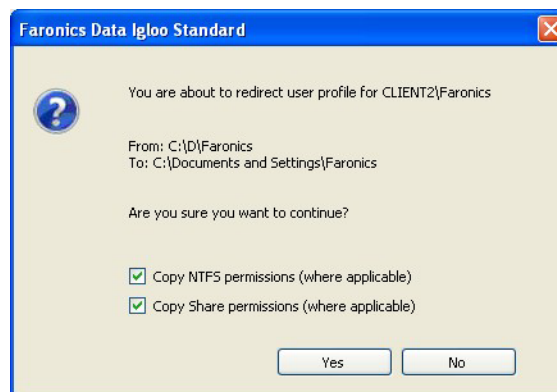 Faronics Data Igloo Standard
You are about to redirect user profile for CLIENT2\Faronics
From: C:\D\Faronics
To: C:\Documents and Settings\Faronics
Are you sure you want to continue?
Copy NTFS permissions (where applicable)
Copy Share permissions (where applicable)
Yes No